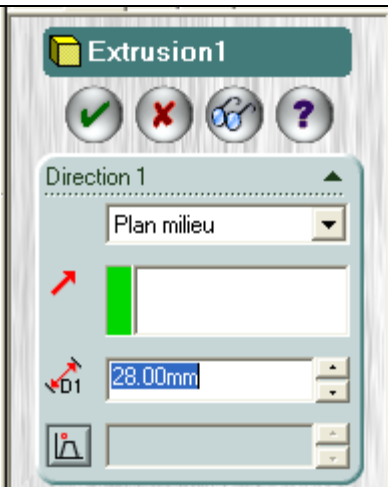 Extrusion1
?
Direction 1
Plan milieu
D1
28.00mm